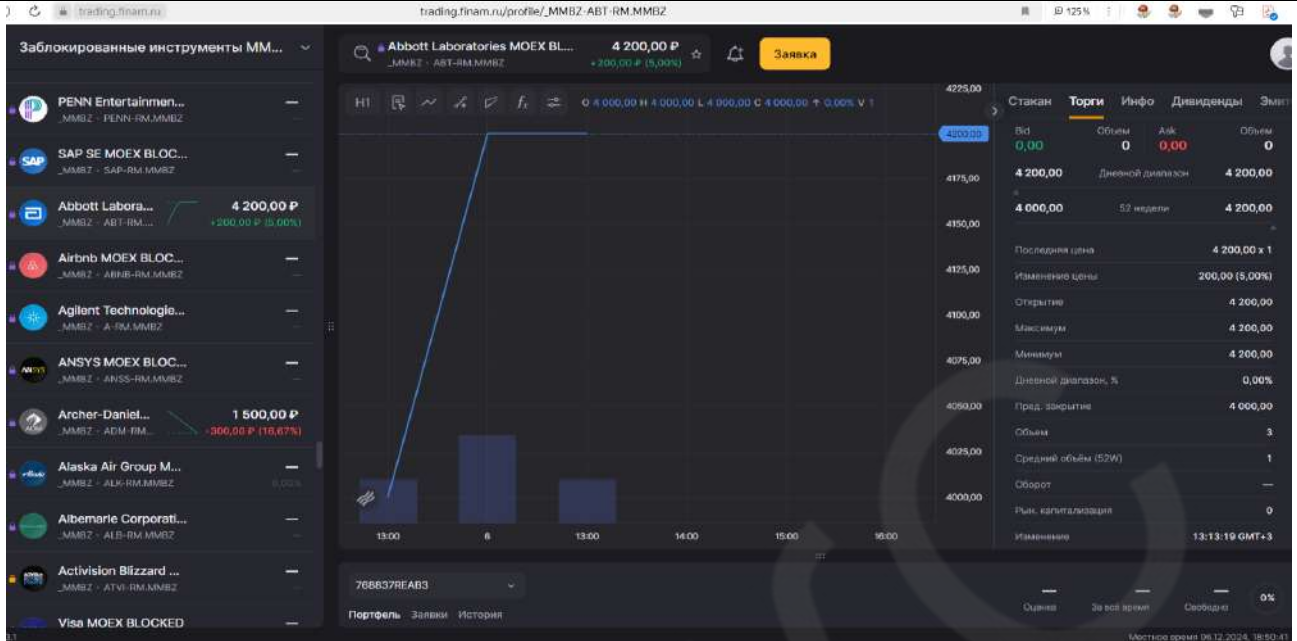 trading.finam.ru
trading.finam.ru/profile/_MMBZ-ABT-RM.MMBZ
125 %
Заблокированные инструменты ММ...
PENN Entertainmen...
_MMBZ - PENN-RM.MMBZ
SAP SE MOEX BLOC...
_MMBZ - SAP-RM.MMBZ
SAP
Abbott Labora...
4 200,00 ₽
_MMBZ - ABT-RM....
+200,00 ₽ (5,00%)
Airbnb MOEX BLOC...
_MMBZ - ABNB-RM.MMBZ
Agilent Technologie...
_MMBZ - A-RM.MMBZ
ANSYS MOEX BLOC...
_MMBZ - ANSS-RM.MMBZ
Archer-Daniel...
1 500,00 ₽
_MMBZ - ADM-RM....
-300,00 ₽ (16,67%)
Alaska Air Group M...
_MMBZ - ALK-RM.MMBZ
0,00%
Albemarle Corporati...
_MMBZ - ALB-RM.MMBZ
Activision Blizzard ...
_MMBZ - ATVI-RM.MMBZ
Visa MOEX BLOCKED
Abbott Laboratories MOEX BL...
_MMBZ - ABT-RM.MMBZ
4 200,00 ₽
+200,00 ₽ (5,00%)
Заявка
H1
O 4 000,00 H 4 000,00 L 4 000,00 C 4 000,00 ↑ 0,00% V 1
4225,00
4200,00
4175,00
4150,00
4125,00
4100,00
4075,00
4050,00
4025,00
4000,00
13:00 6 13:00 14:00 15:00 16:00
Стакан Торги Инфо Дивиденды Эмит
Bid Объем Ask Объем
0,00 0 0,00 0
4 200,00 Дневной диапазон 4 200,00
4 000,00 52 недели 4 200,00
Последняя цена 4 200,00 x 1
Изменение цены 200,00 (5,00%)
Открытие 4 200,00
Максимум 4 200,00
Минимум 4 200,00
Дневной диапазон, % 0,00%
Пред. закрытие 4 000,00
Объем 3
Средний объём (52W) 1
Оборот —
Рын. капитализация 0
Изменение 13:13:19 GMT+3
768837REAB3
Портфель Заявки История
Оценка За всё время Свободно 0%
Местное время 06.12.2024, 18:50:41